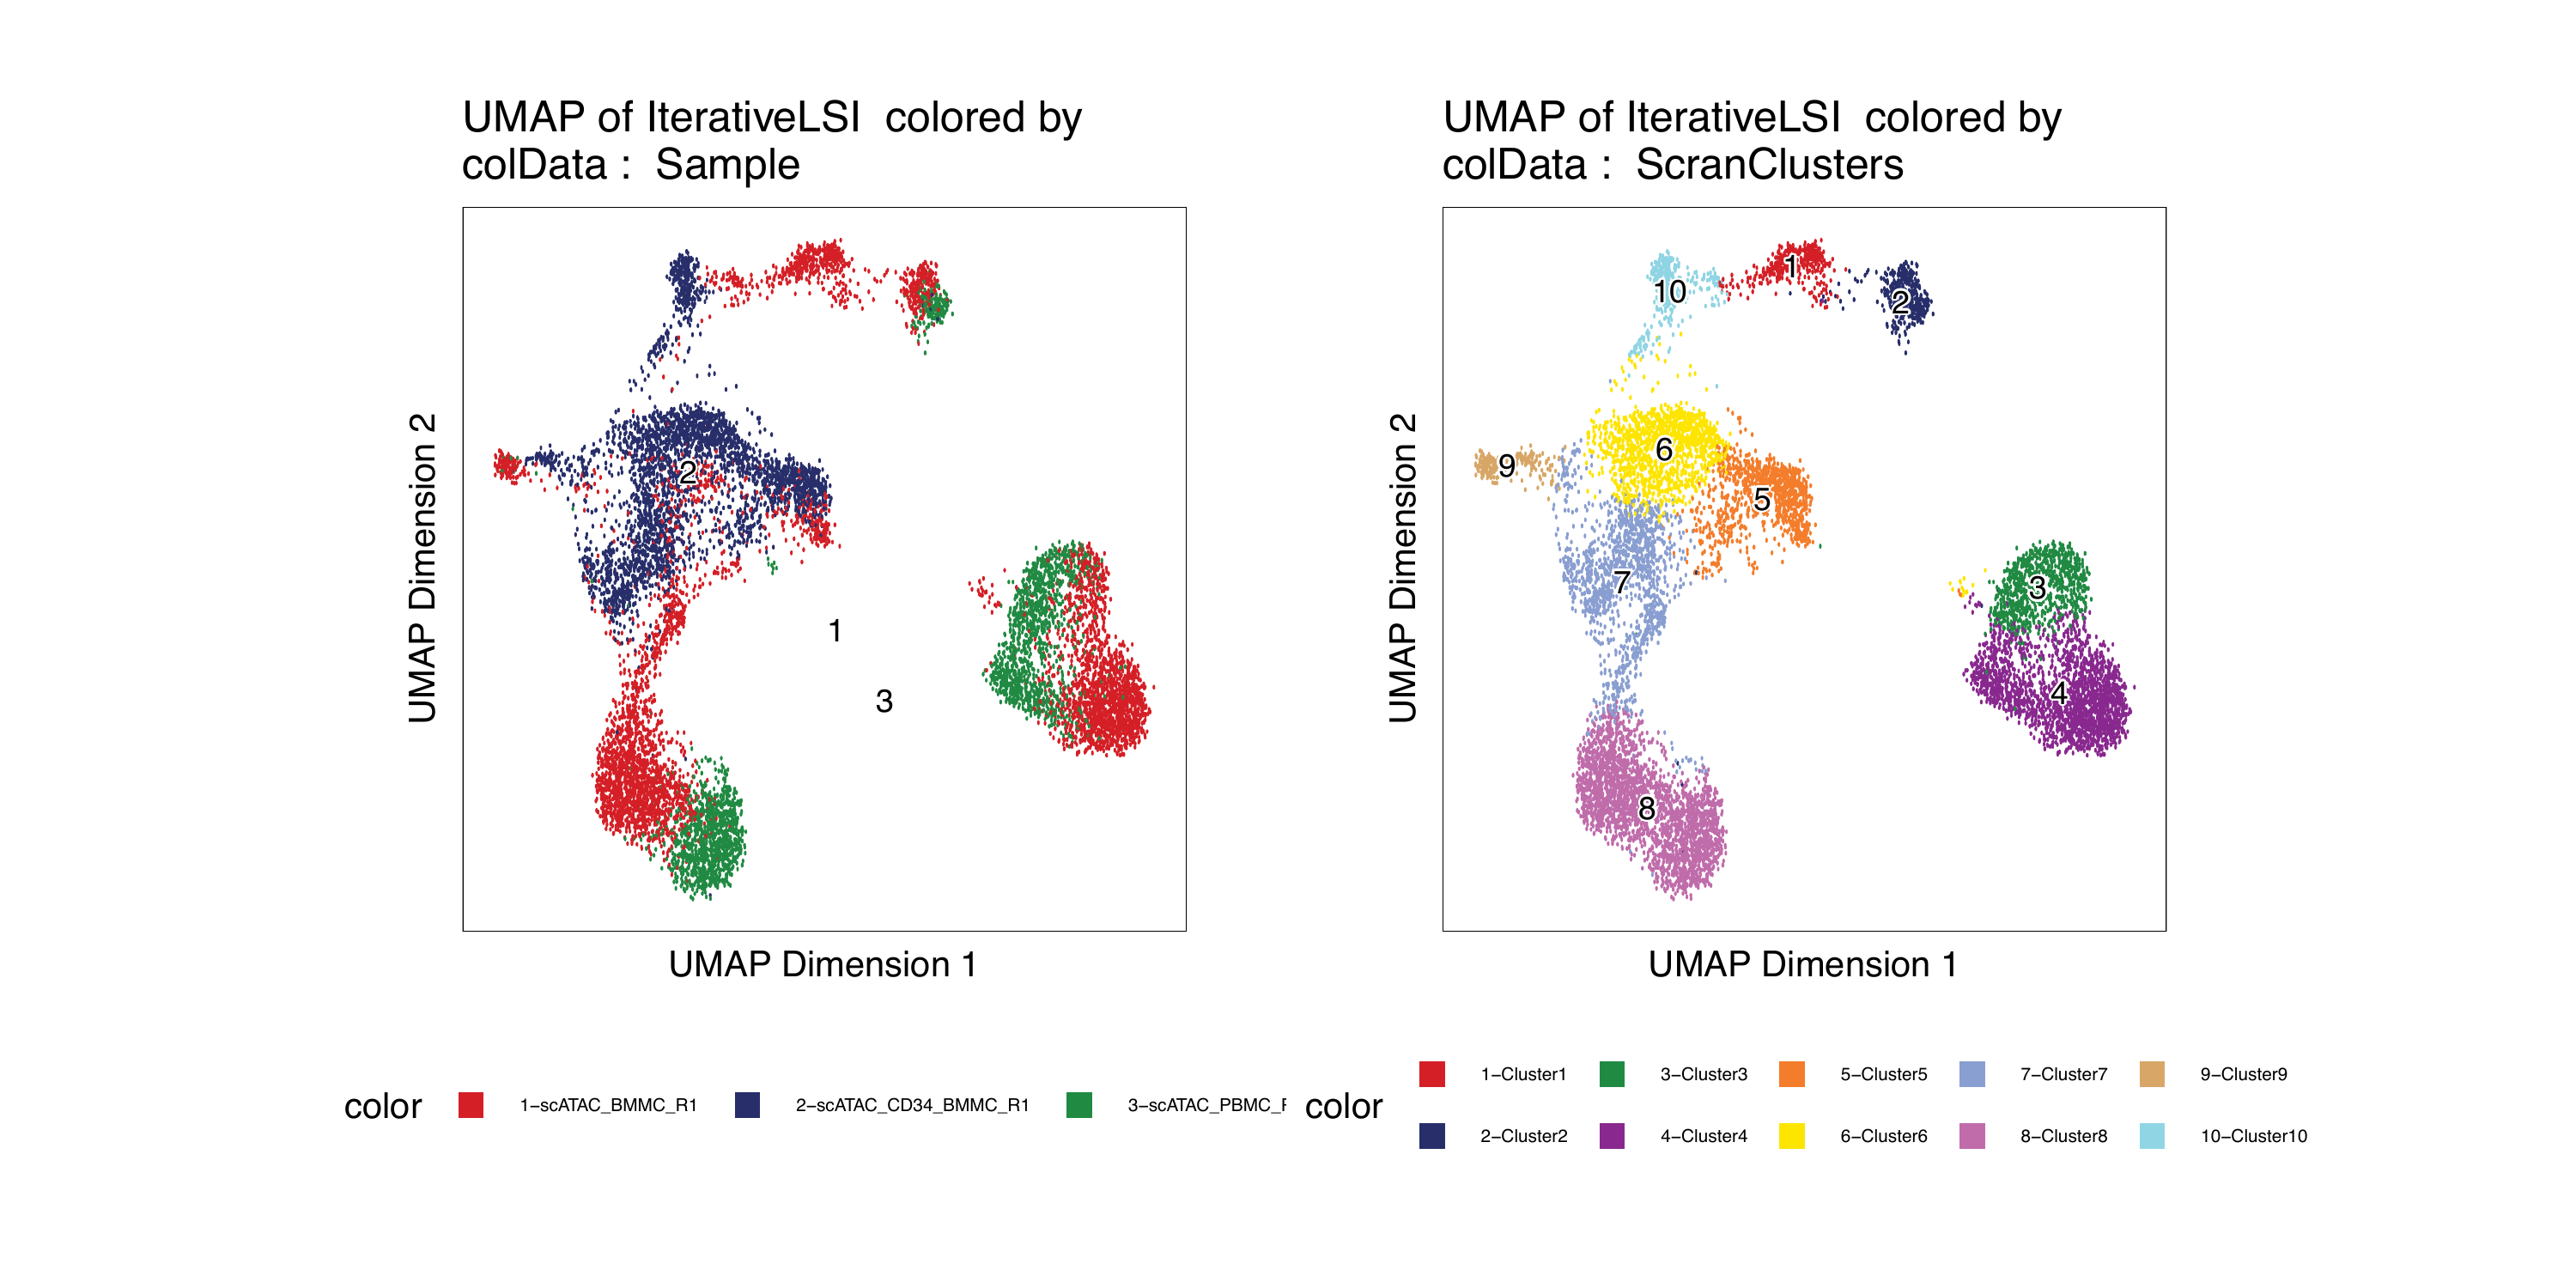 UMAP of IterativeLSI  colored by
colData :  Sample
UMAP Dimension 2
2
1
3
UMAP Dimension 1
color
1−scATAC_BMMC_R1
2−scATAC_CD34_BMMC_R1
3−scATAC_PBMC_
UMAP of IterativeLSI  colored by
colData :  ScranClusters
UMAP Dimension 2
1
10
2
6
9
5
7
3
4
8
UMAP Dimension 1
color
1−Cluster1
3−Cluster3
5−Cluster5
7−Cluster7
9−Cluster9
2−Cluster2
4−Cluster4
6−Cluster6
8−Cluster8
10−Cluster10